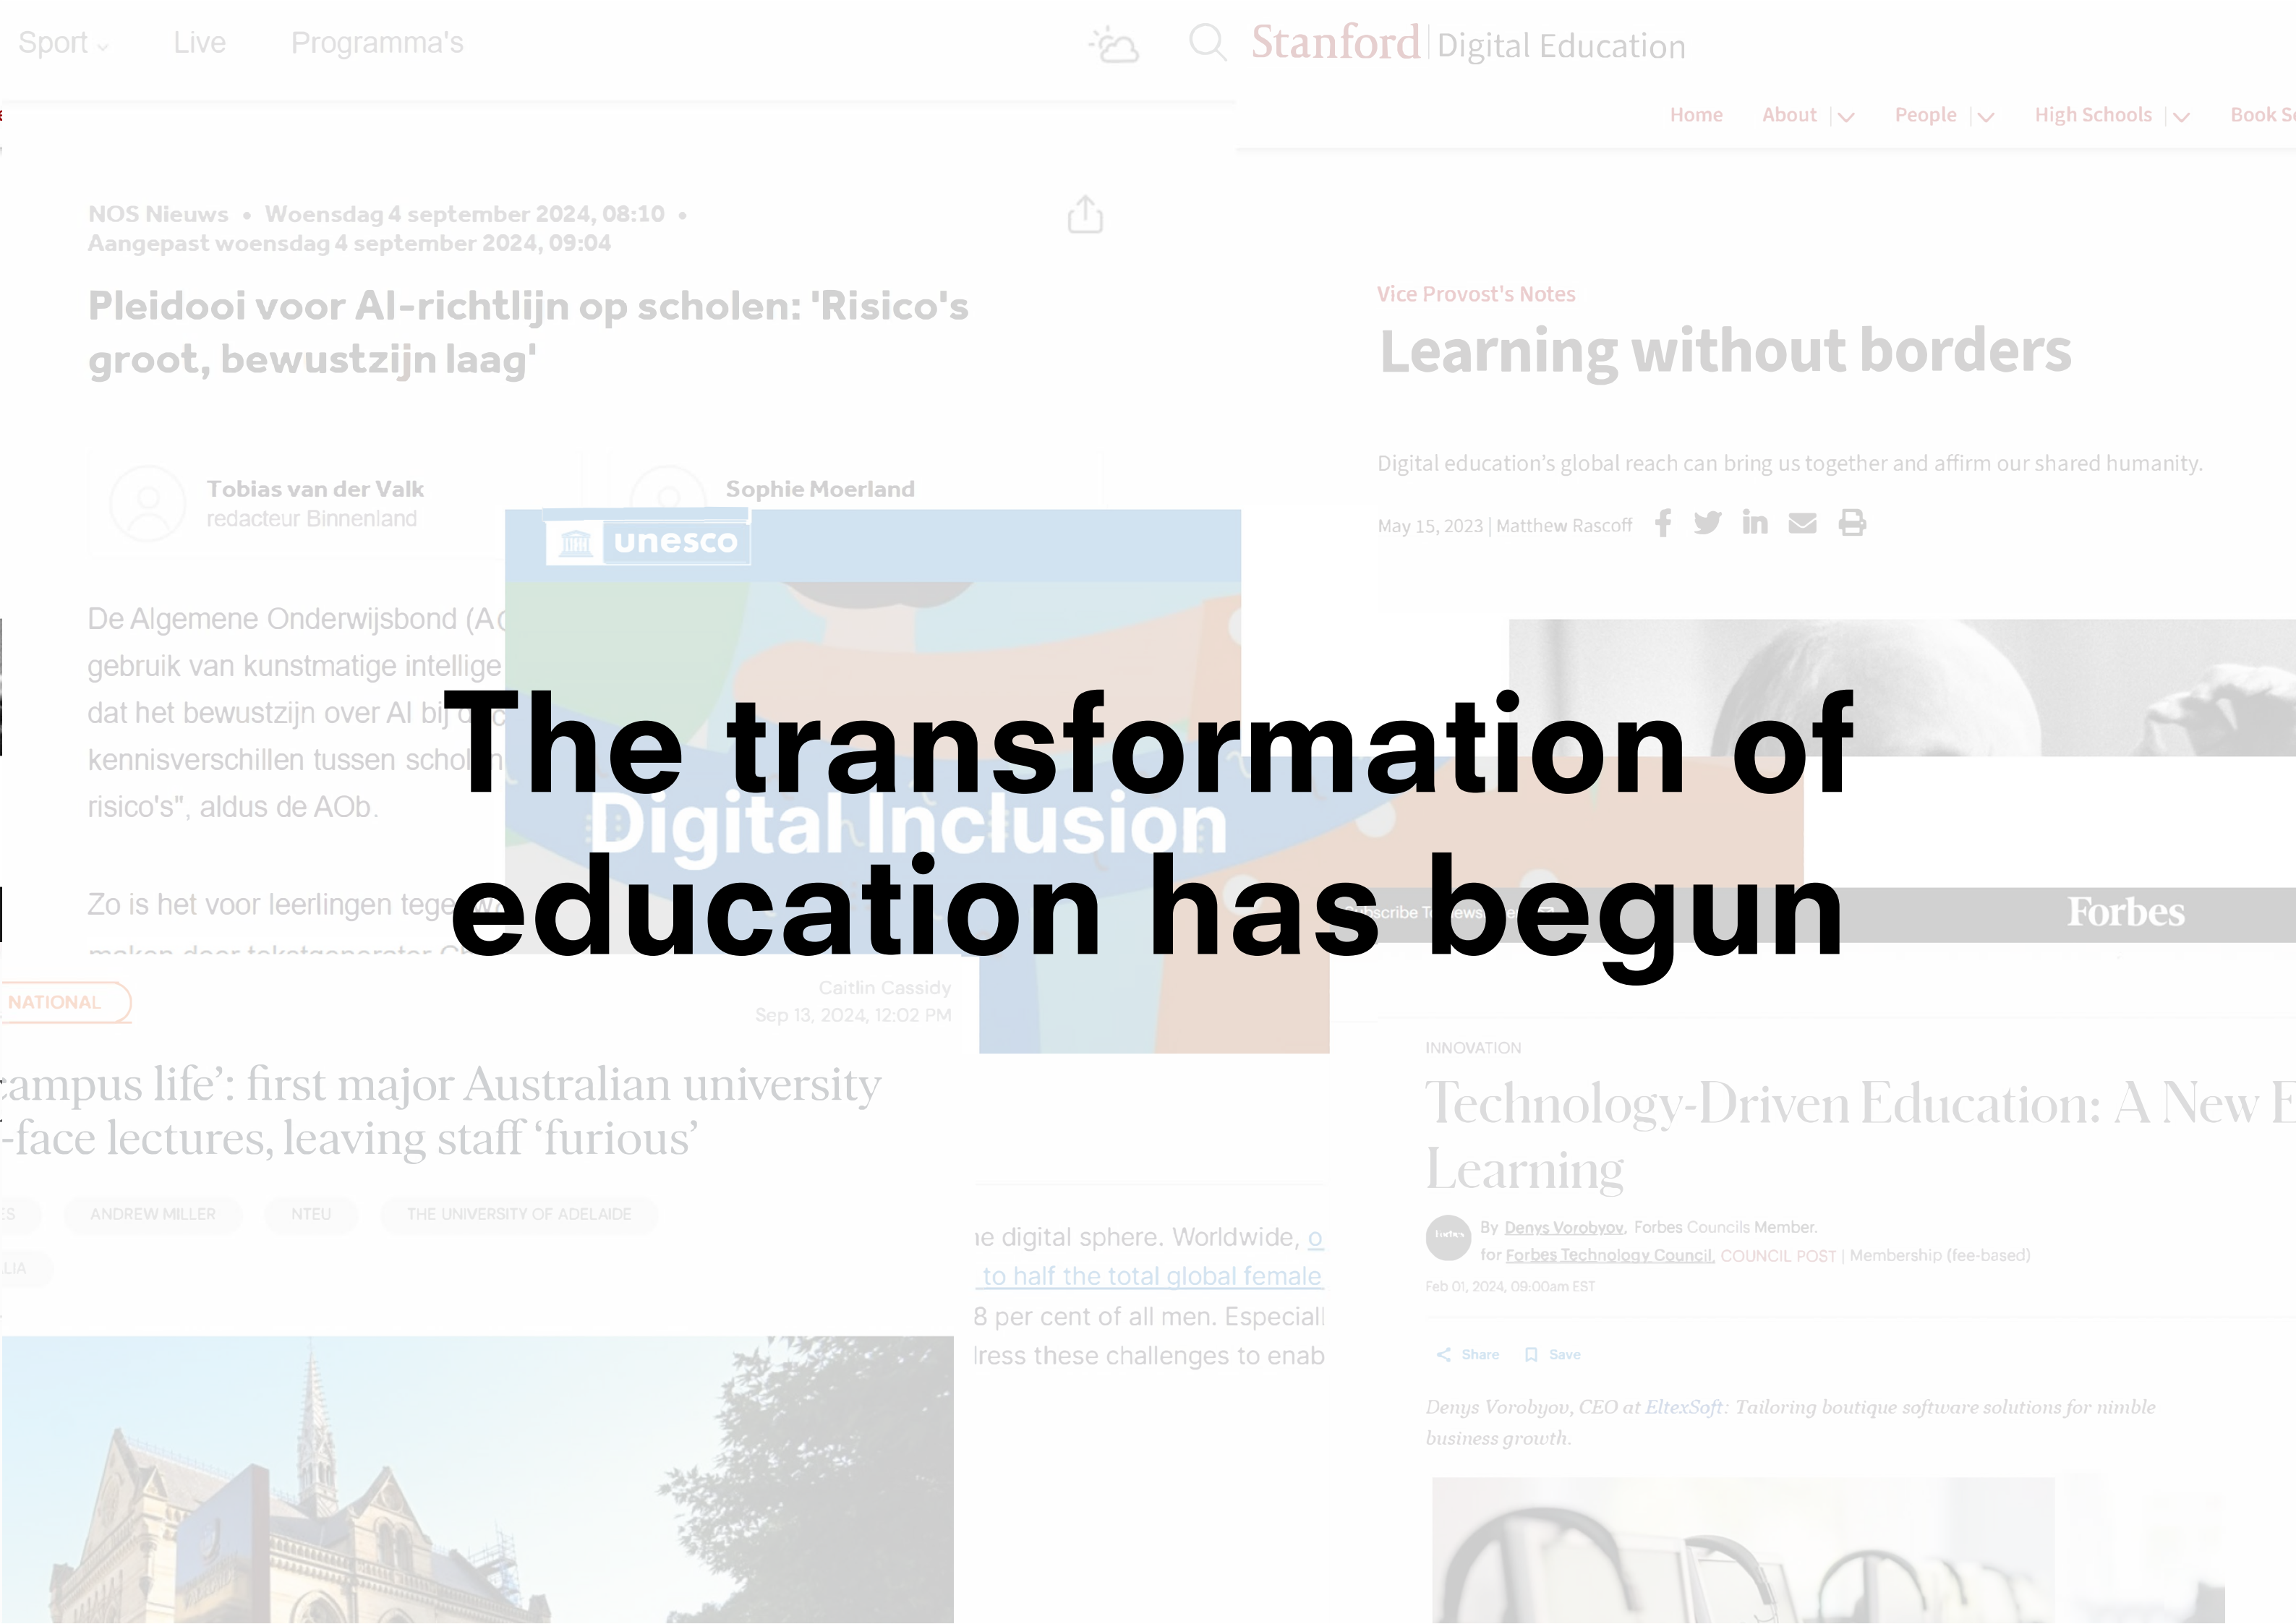 Sport
Live
Programma's
Stanford Digital Education
Home
About
People
High Schools
Book
NOS Nieuws • Woensdag 4 september 2024, 08:10 •
Aangepast woensdag 4 september 2024, 09:04
Pleidooi voor AI-richtlijn op scholen: 'Risico's
groot, bewustzijn laag'
Tobias van der Valk
redacteur Binnenland
Sophie Moerland
De Algemene Onderwijsbond
gebruik van kunstmatige
dat het bewustzijn over AI bij
kennisverschillen tussen
risico's", aldus de AOb.
Zo is het voor leerlingen
Vice Provost's Notes
Learning without borders
Digital education's global reach can bring us together and affirm our shared humanity.
May 15, 2023 | Matthew Rascoff
unesco
Digital Inclusion
The transformation of
education has begun
Forbes
NATIONAL
Caitlin Cassidy
Sep 13, 2024, 12:02 PM
campus life’: first major Australian university
-face lectures, leaving staff ‘furious’
ANDREW MILLER
NTEU
THE UNIVERSITY OF ADELAIDE
digital sphere. Worldwide,
to half the total global female
8 per cent of all men.
these challenges to
INNOVATION
Technology-Driven Education: A New
Learning
By Denys Vorobyov, Forbes Councils Member.
for Forbes Technology Council, COUNCIL POST | Membership (fee-based)
Feb 01, 2024, 09:00am EST
Share
Save
Denys Vorobyov, CEO at EltexSoft: Tailoring boutique software solutions for nimble
business growth.